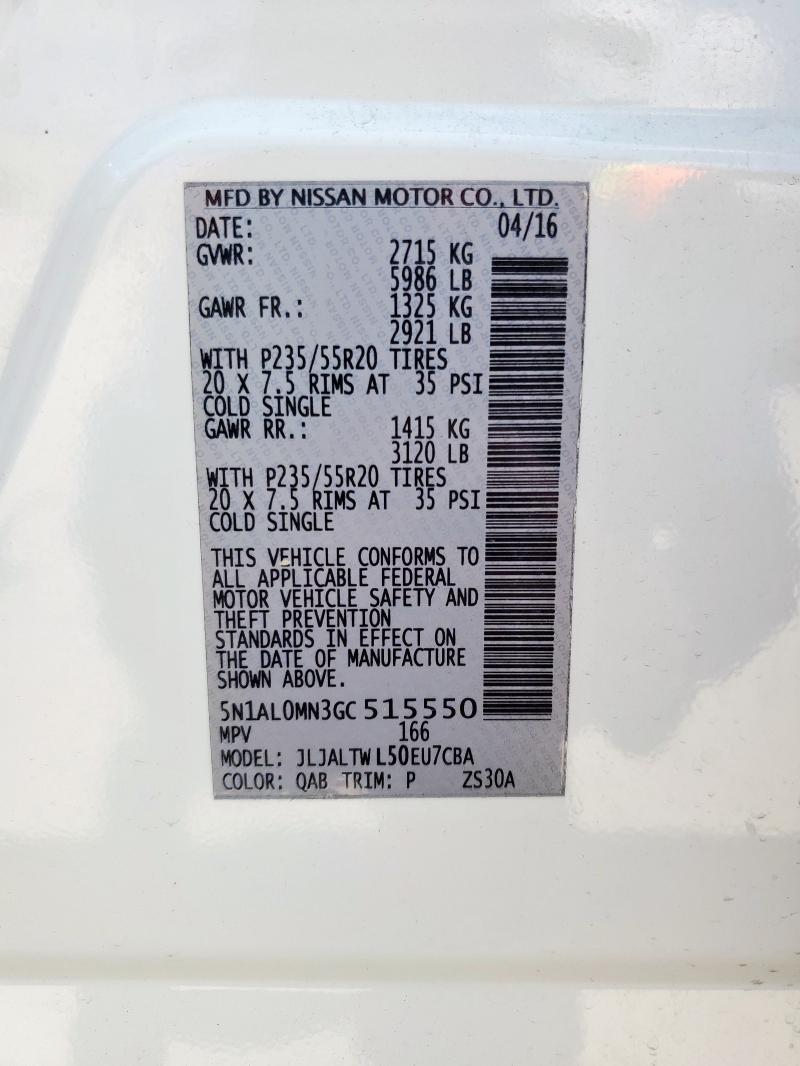 MFD BY NISSAN MOTOR CO., LTD.
DATE: 04/16
GVWR: 2715 KG
5986 LB
GAWR FR.: 1325 KG
2921 LB
WITH P235/55R20 TIRES
20 X 7.5 RIMS AT 35 PSI
COLD SINGLE
GAWR RR.: 1415 KG
3120 LB
WITH P235/55R20 TIRES
20 X 7.5 RIMS AT 35 PSI
COLD SINGLE
THIS VEHICLE CONFORMS TO
ALL APPLICABLE FEDERAL
MOTOR VEHICLE SAFETY AND
THEFT PREVENTION
STANDARDS IN EFFECT ON
THE DATE OF MANUFACTURE
SHOWN ABOVE.
5N1AL0MN3GC515550
MPV 166
MODEL: JLJALTWL50EU7CBA
COLOR: QAB TRIM: P ZS30A